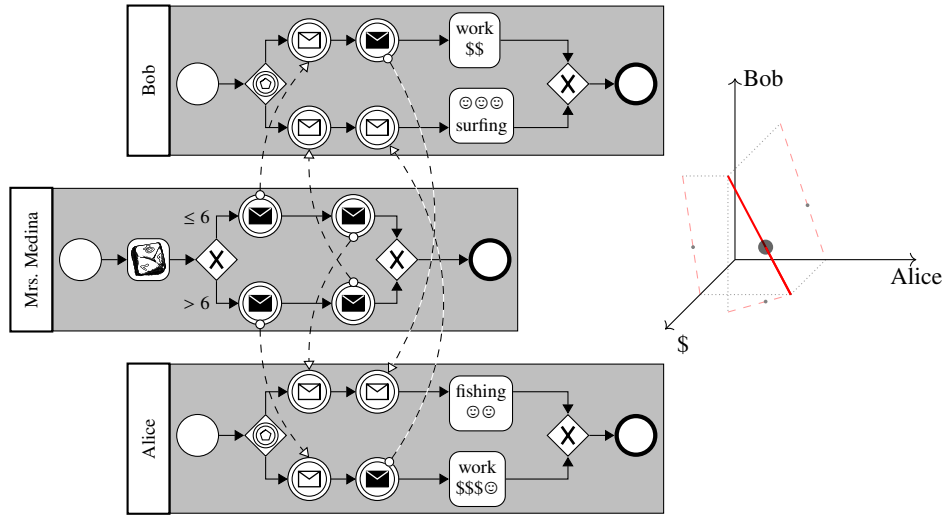 Bob
work
$$
☺☺☺
surfing
Mrs. Medina
≤ 6
> 6
Alice
fishing
☺☺
work
$$$☺
Bob
Alice
$